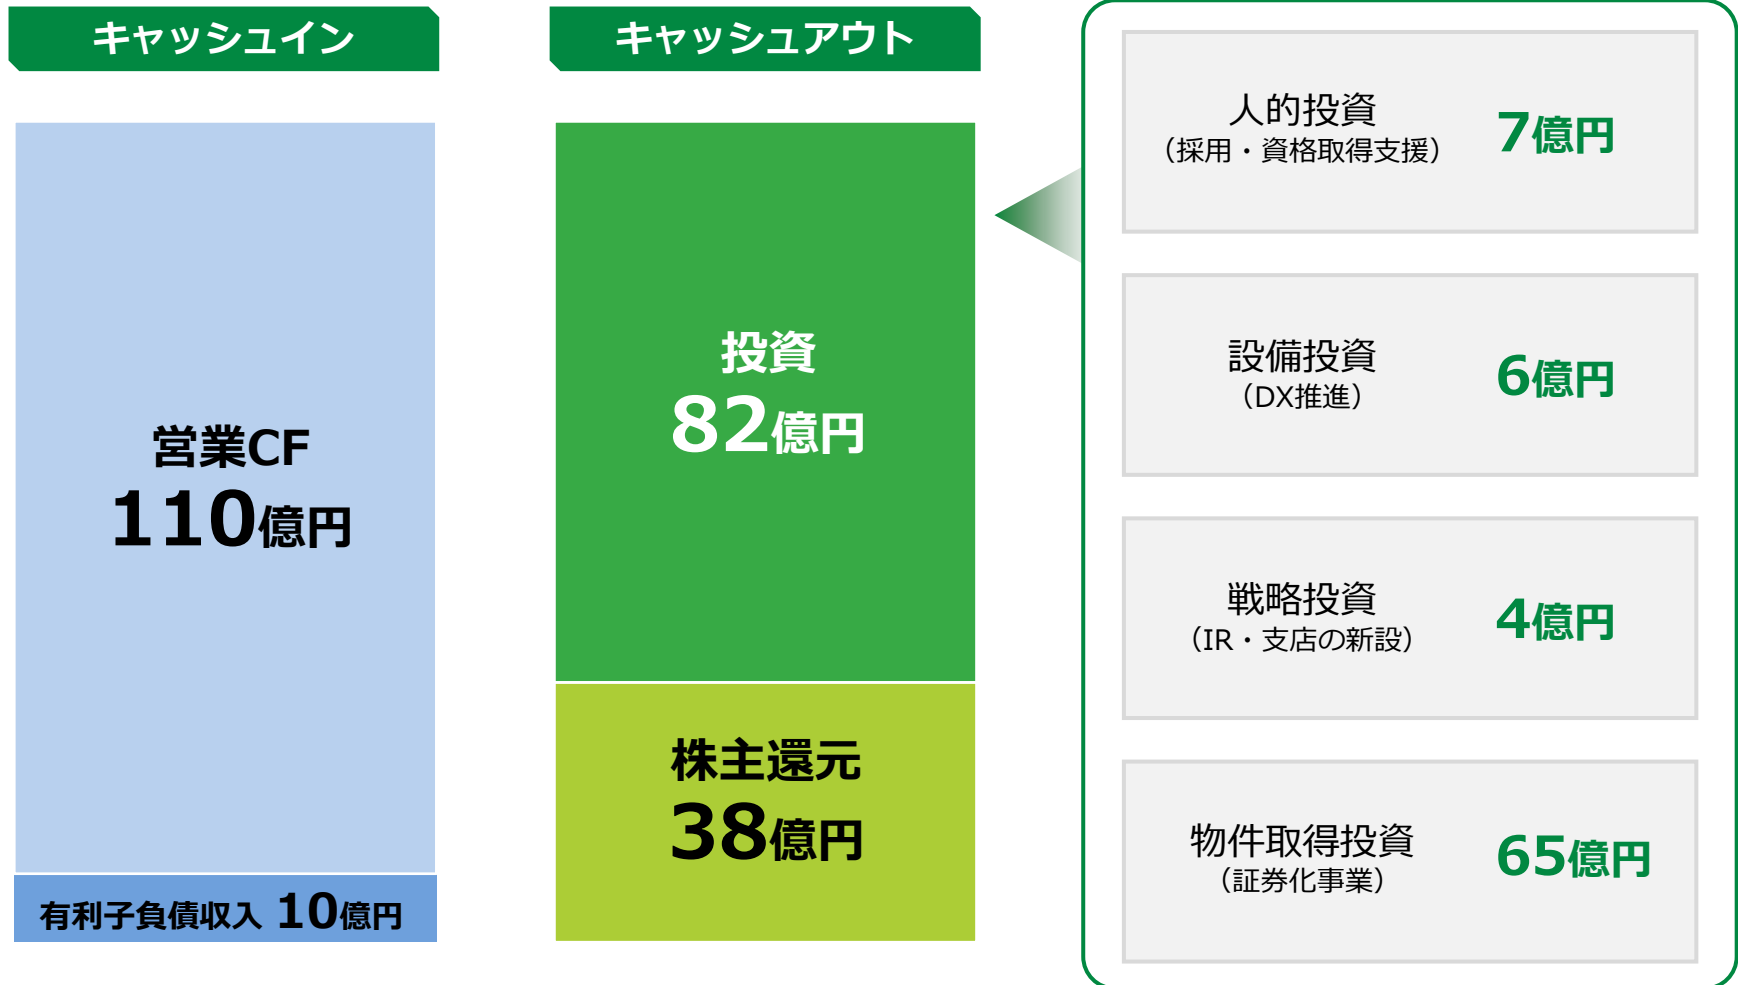 キャッシュイン
営業CF
110億円
有利子負債収入 10億円
キャッシュアウト
投資
82億円
株主還元
38億円
人的投資
（採用・資格取得支援）
7億円
設備投資
（DX推進）
6億円
戦略投資
（IR・支店の新設）
4億円
物件取得投資
（証券化事業）
65億円